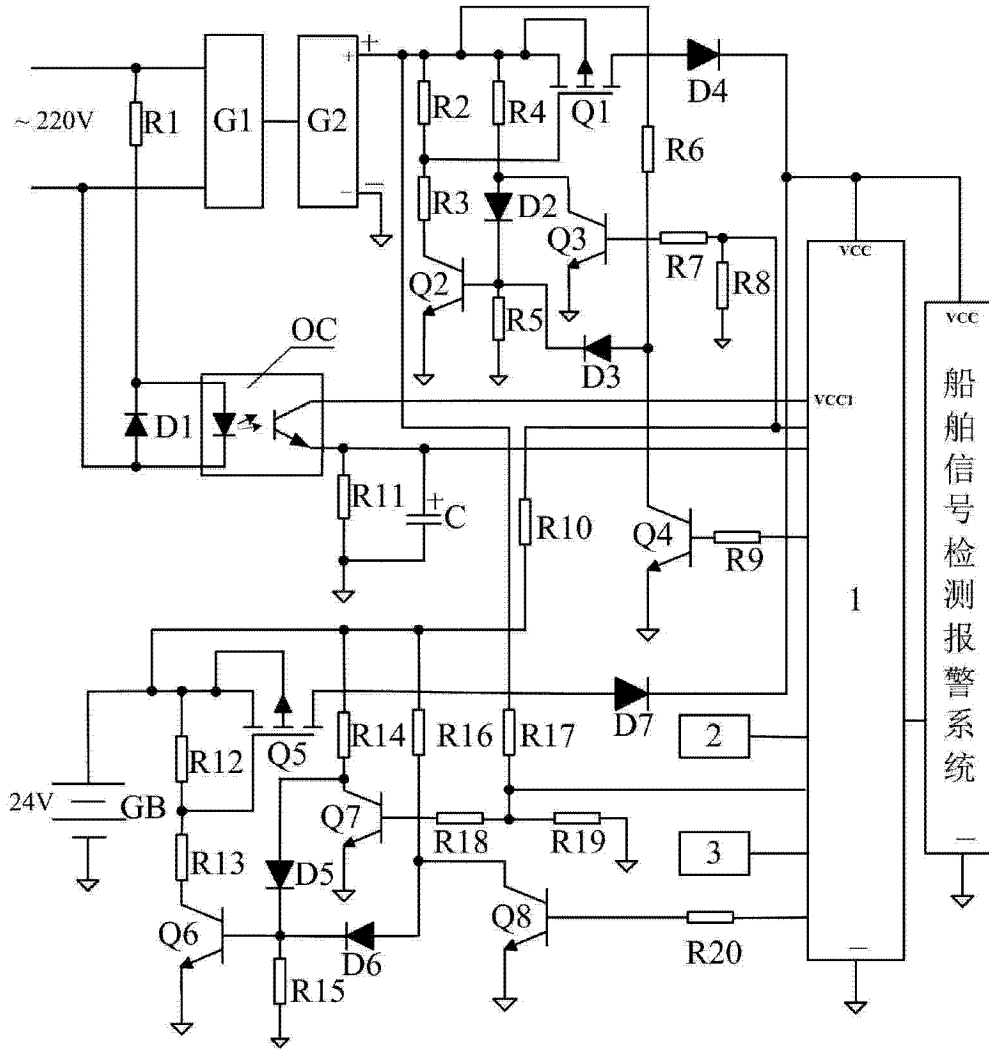 ~ 220V
R1
G1
G2
+
+
−
−
R2
R4
Q1
D4
R6
R3
D2
Q3
R7
R8
Q2
R5
D3
OC
D1
VCC
VCC
VCC1
R11
+
C
R10
Q4
R9
1
船舶信号检测报警系统
R12
Q5
R14
R16
R17
D7
2
24V
GB
R13
Q7
R18
R19
3
D5
Q6
D6
Q8
R20
R15
−
−